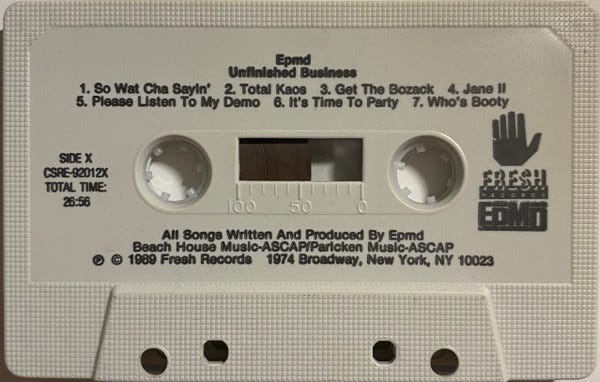 Epmd
Unfinished Business
1. So Wat Cha Sayin' 2. Total Kaos 3. Get The Bozack 4. Jane II
5. Please Listen To My Demo 6. It's Time To Party 7. Who's Booty
SIDE X
CSRE-92012X
TOTAL TIME:
26:56
100 50 0
FRESH
RECORDS
EPMD
All Songs Written And Produced By Epmd
Beach House Music-ASCAP/Paricken Music-ASCAP
℗ © 1989 Fresh Records 1974 Broadway, New York, NY 10023